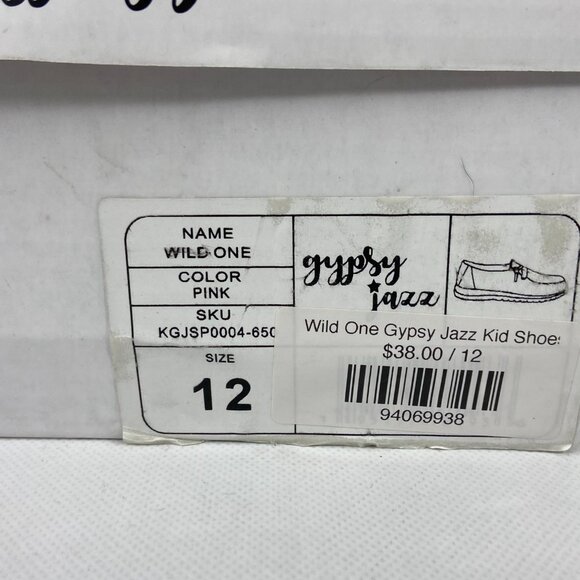 NAME
WILD ONE
COLOR
PINK
SKU
KGJSP0004-650
SIZE
12
gypsy
jazz
Wild One Gypsy Jazz Kid Shoes
$38.00 / 12
94069938